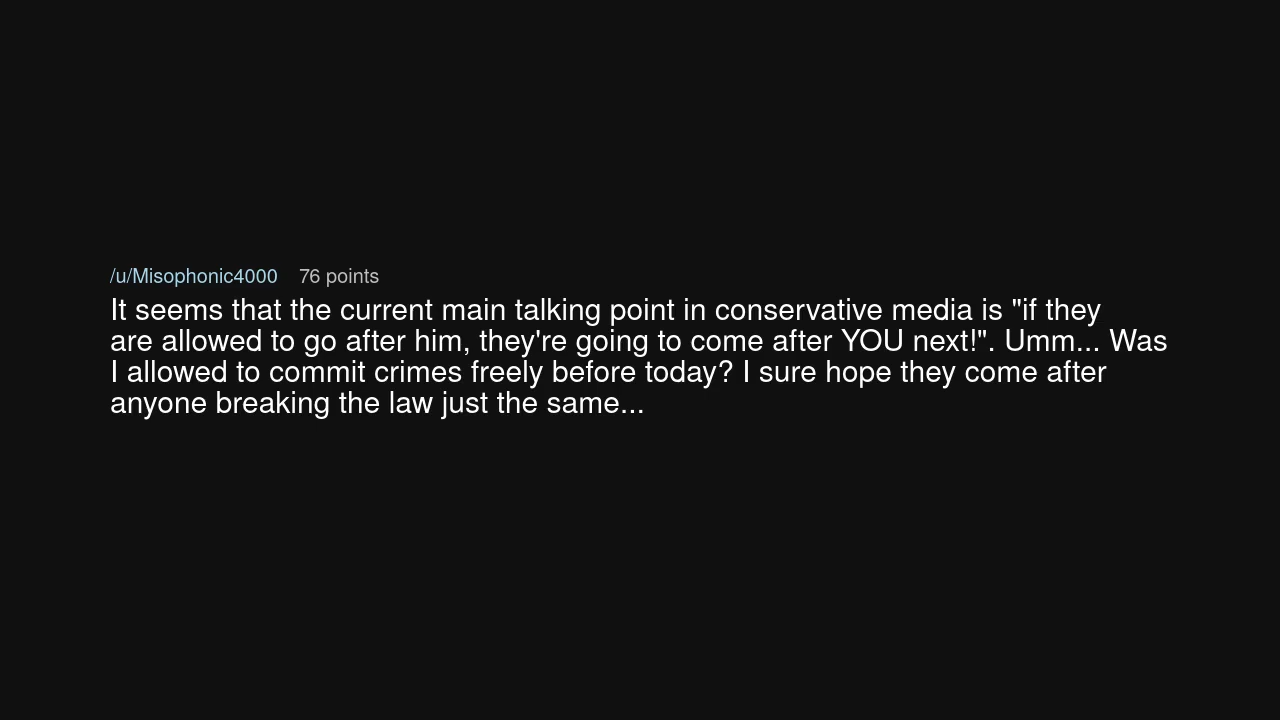 /u/Misophonic4000 76 points
It seems that the current main talking point in conservative media is "if they
are allowed to go after him, they're going to come after YOU next!". Umm... Was
I allowed to commit crimes freely before today? I sure hope they come after
anyone breaking the law just the same...